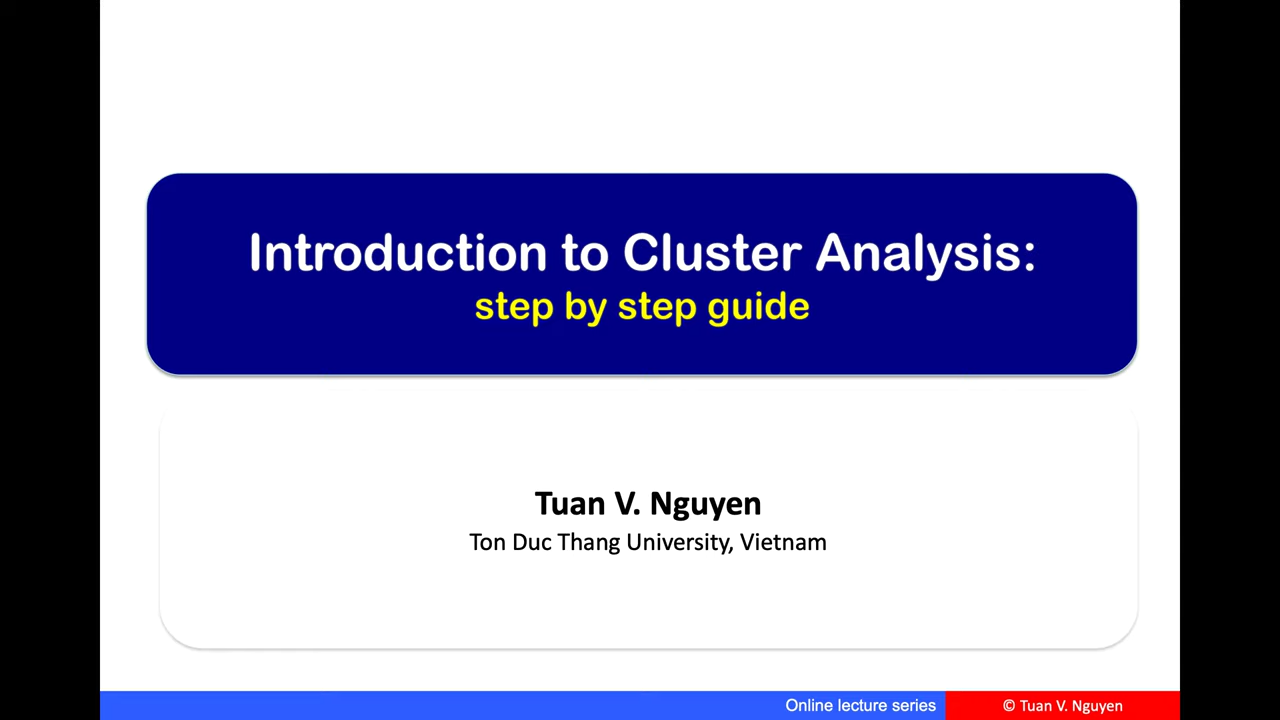 Introduction to Cluster Analysis:
step by step guide
Tuan V. Nguyen
Ton Duc Thang University, Vietnam
Online lecture series
© Tuan V. Nguyen